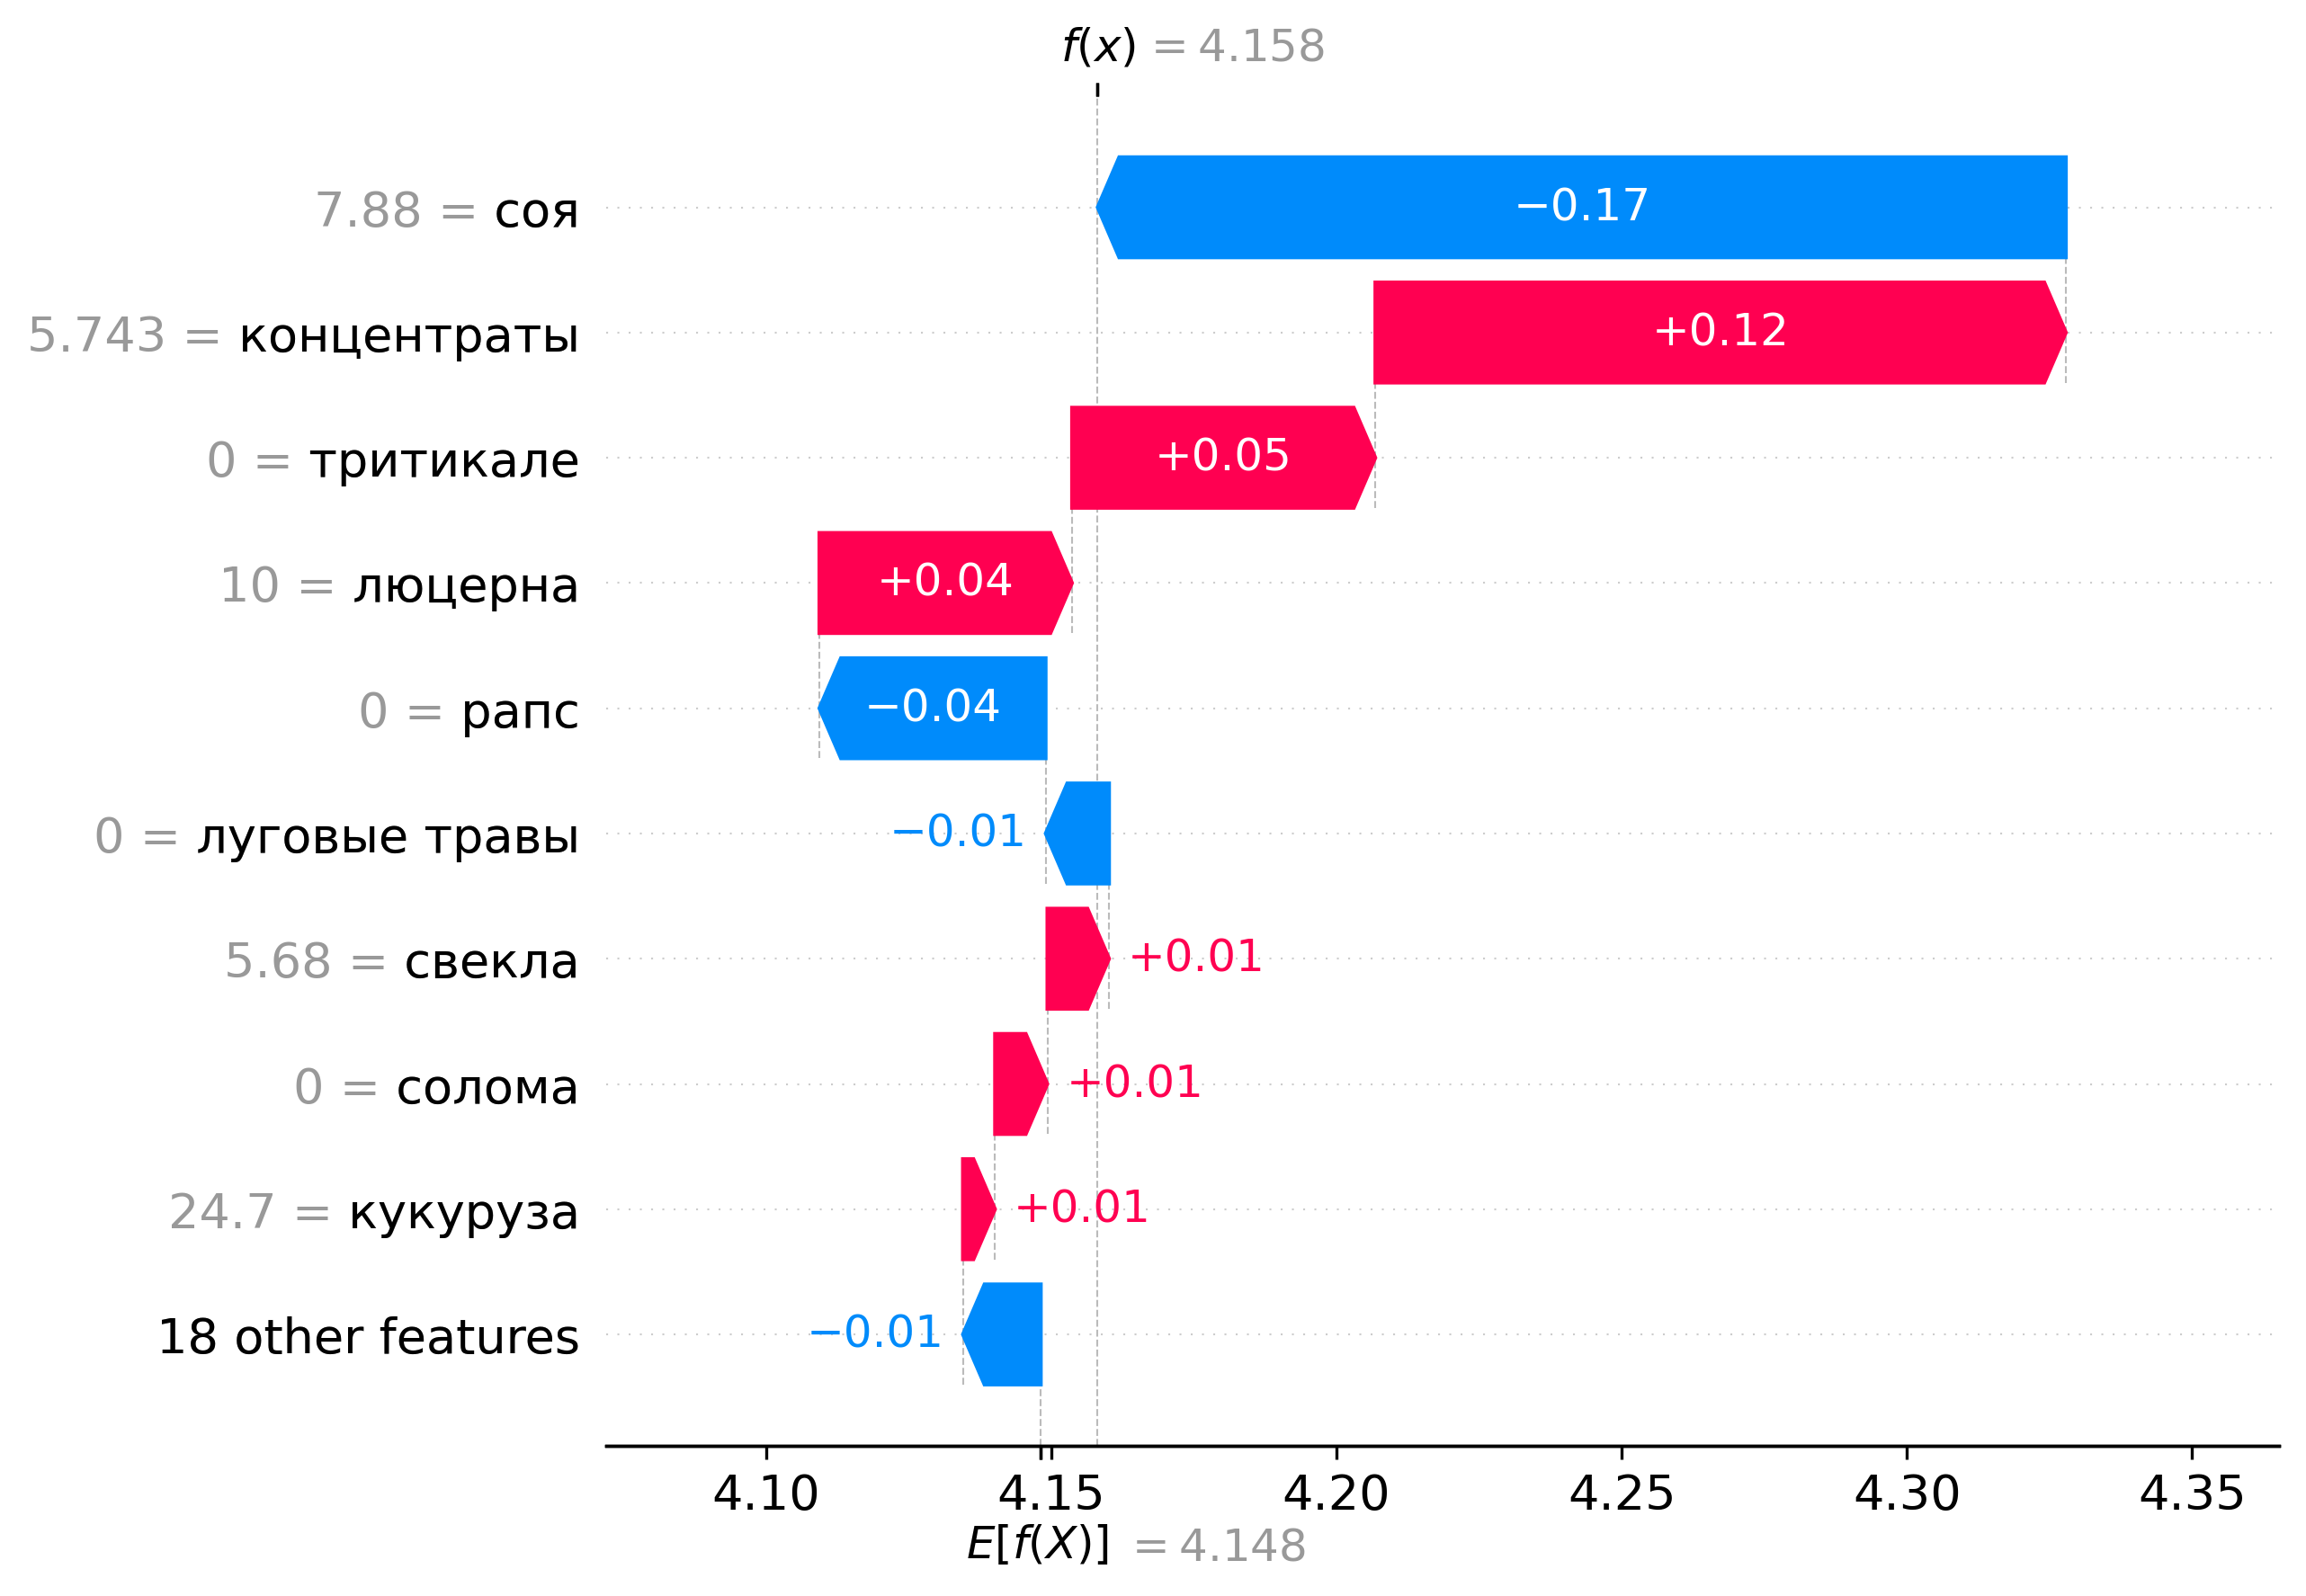 f(x) = 4.158
7.88 = соя −0.17
5.743 = концентраты +0.12
0 = тритикале +0.05
10 = люцерна +0.04
0 = рапс −0.04
0 = луговые травы −0.01
5.68 = свекла +0.01
0 = солома +0.01
24.7 = кукуруза +0.01
18 other features −0.01
4.10 4.15 4.20 4.25 4.30 4.35
E[f(X)] = 4.148